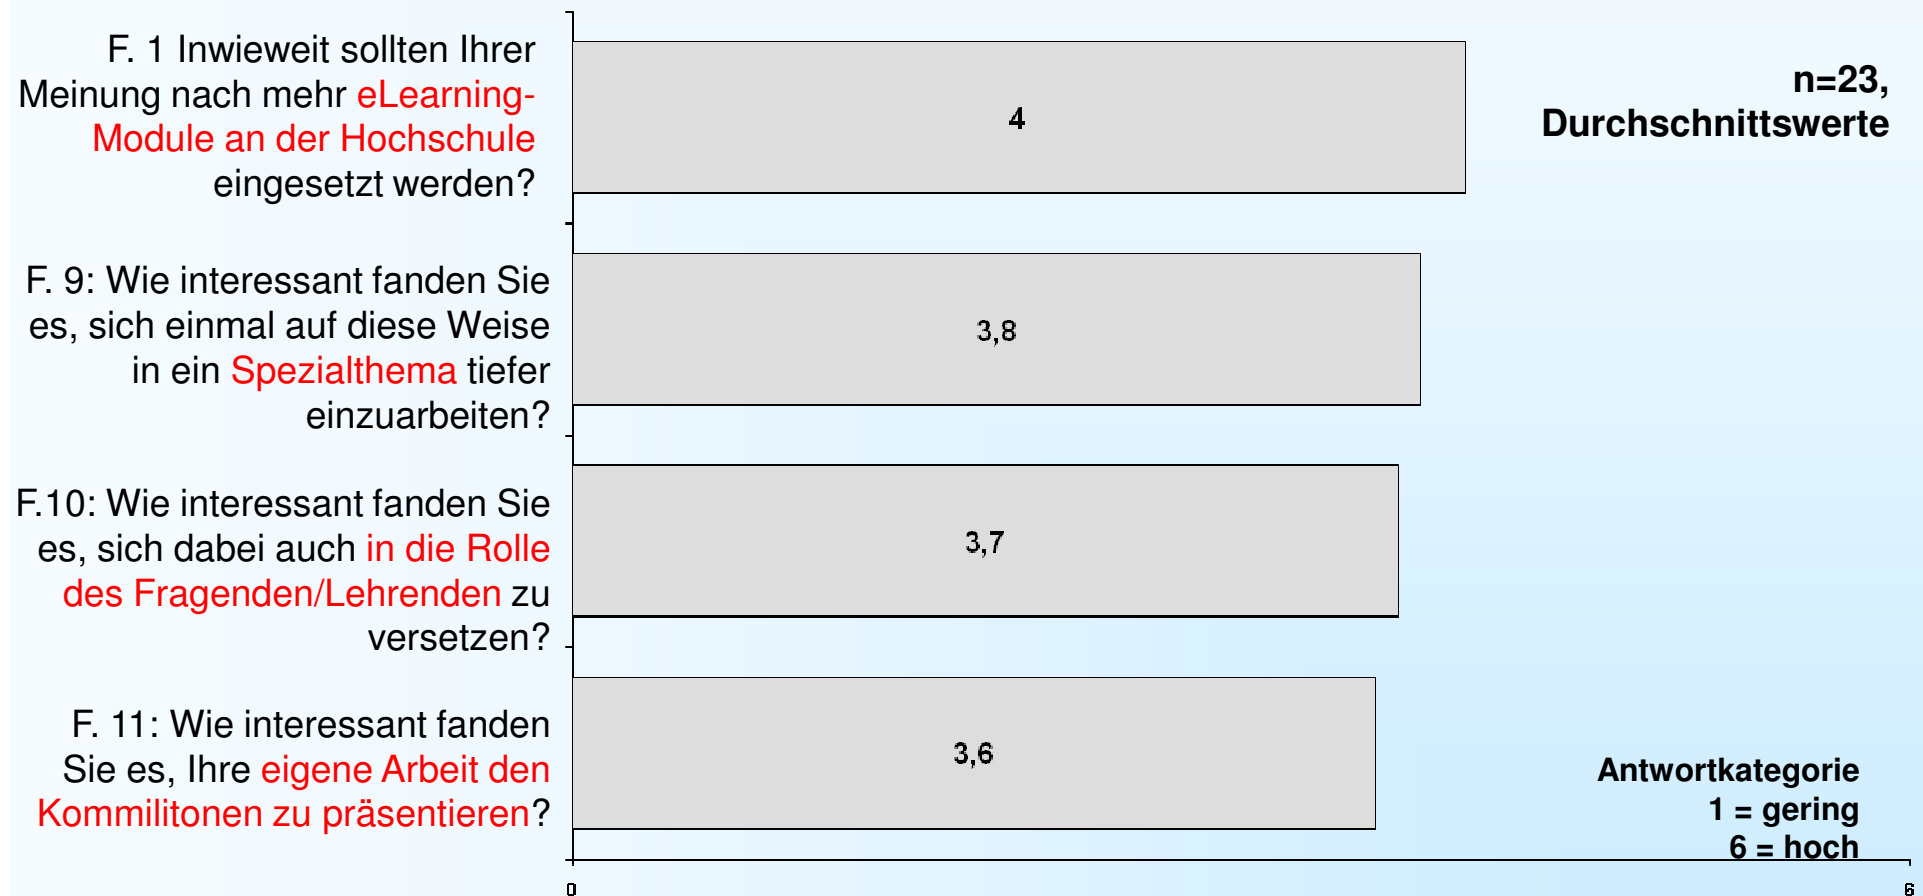 F. 1 Inwieweit sollten Ihrer
Meinung nach mehr eLearning-
Module an der Hochschule
eingesetzt werden?
4
n=23,
Durchschnittswerte
F. 9: Wie interessant fanden Sie
es, sich einmal auf diese Weise
in ein Spezialthema tiefer
einzuarbeiten?
3,8
F.10: Wie interessant fanden Sie
es, sich dabei auch in die Rolle
des Fragenden/Lehrenden zu
versetzen?
3,7
F. 11: Wie interessant fanden
Sie es, Ihre eigene Arbeit den
Kommilitonen zu präsentieren?
3,6
Antwortkategorie
1 = gering
6 = hoch
0
6